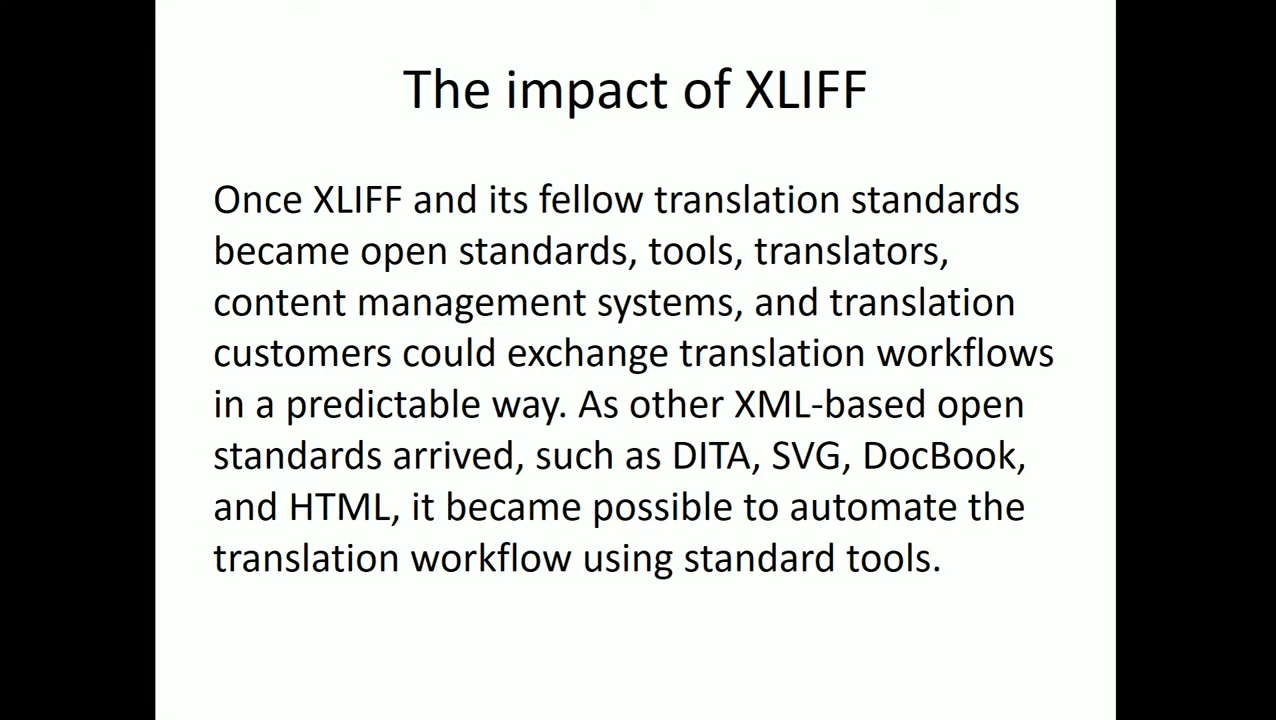 The impact of XLIFF
Once XLIFF and its fellow translation standards
became open standards, tools, translators,
content management systems, and translation
customers could exchange translation workflows
in a predictable way. As other XML-based open
standards arrived, such as DITA, SVG, DocBook,
and HTML, it became possible to automate the
translation workflow using standard tools.